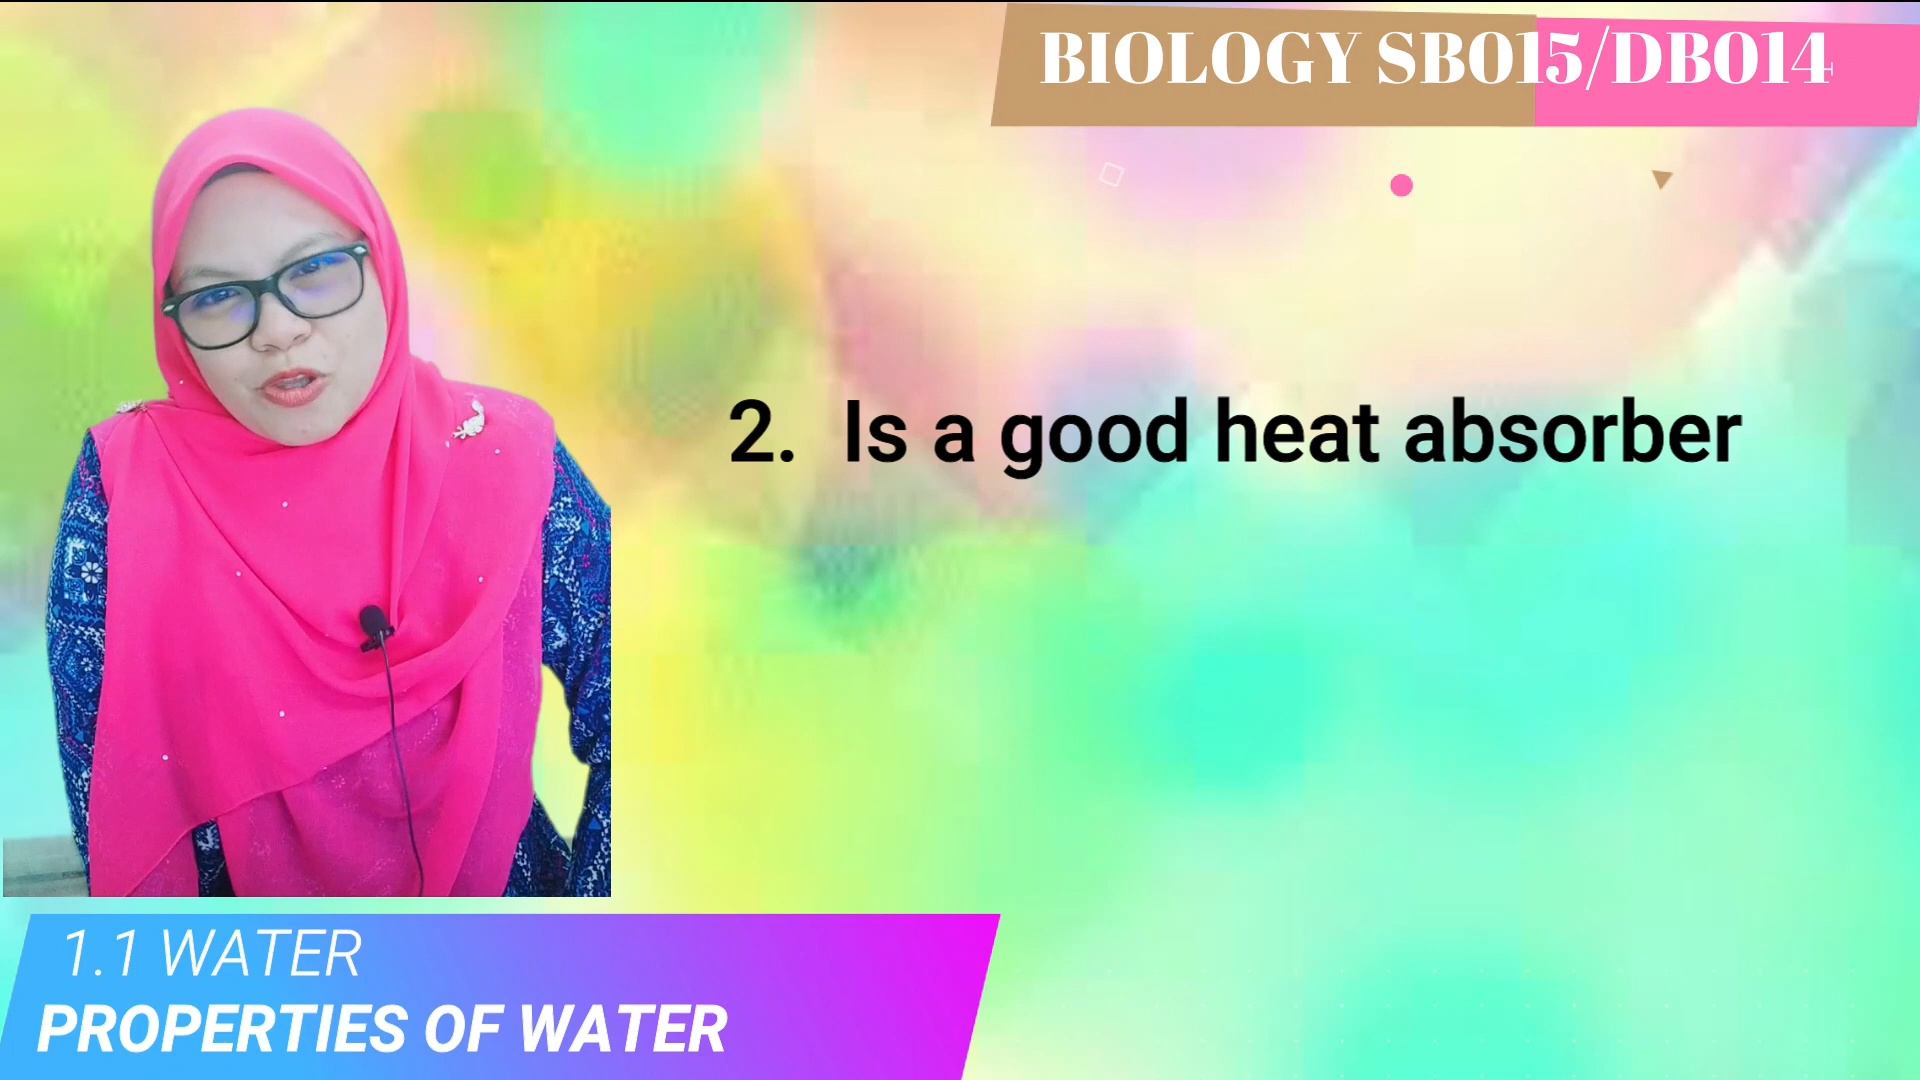 BIOLOGY SB015/DB014
2. Is a good heat absorber
1.1 WATER
PROPERTIES OF WATER